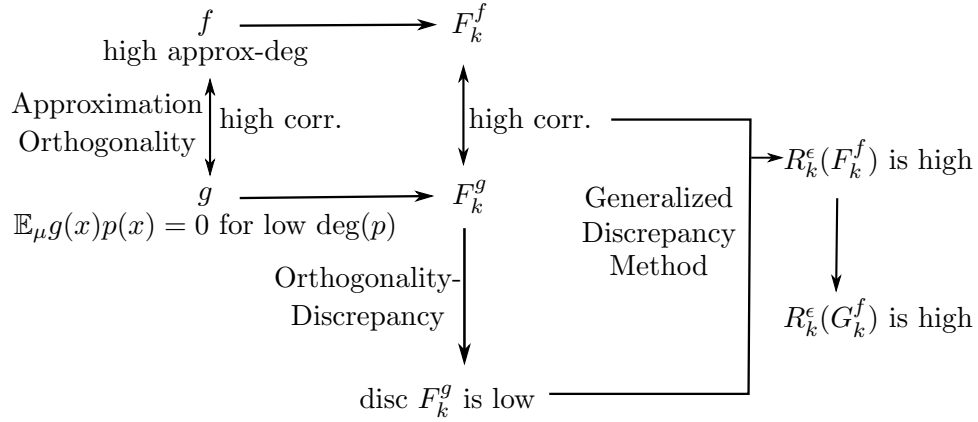 f
F_k^f
high approx-deg
Approximation
Orthogonality
high corr.
high corr.
g
F_k^g
𝔼_μ g(x)p(x) = 0 for low deg(p)
Generalized
Discrepancy
Method
R_k^ϵ(F_k^f) is high
Orthogonality-
Discrepancy
R_k^ϵ(G_k^f) is high
disc F_k^g is low